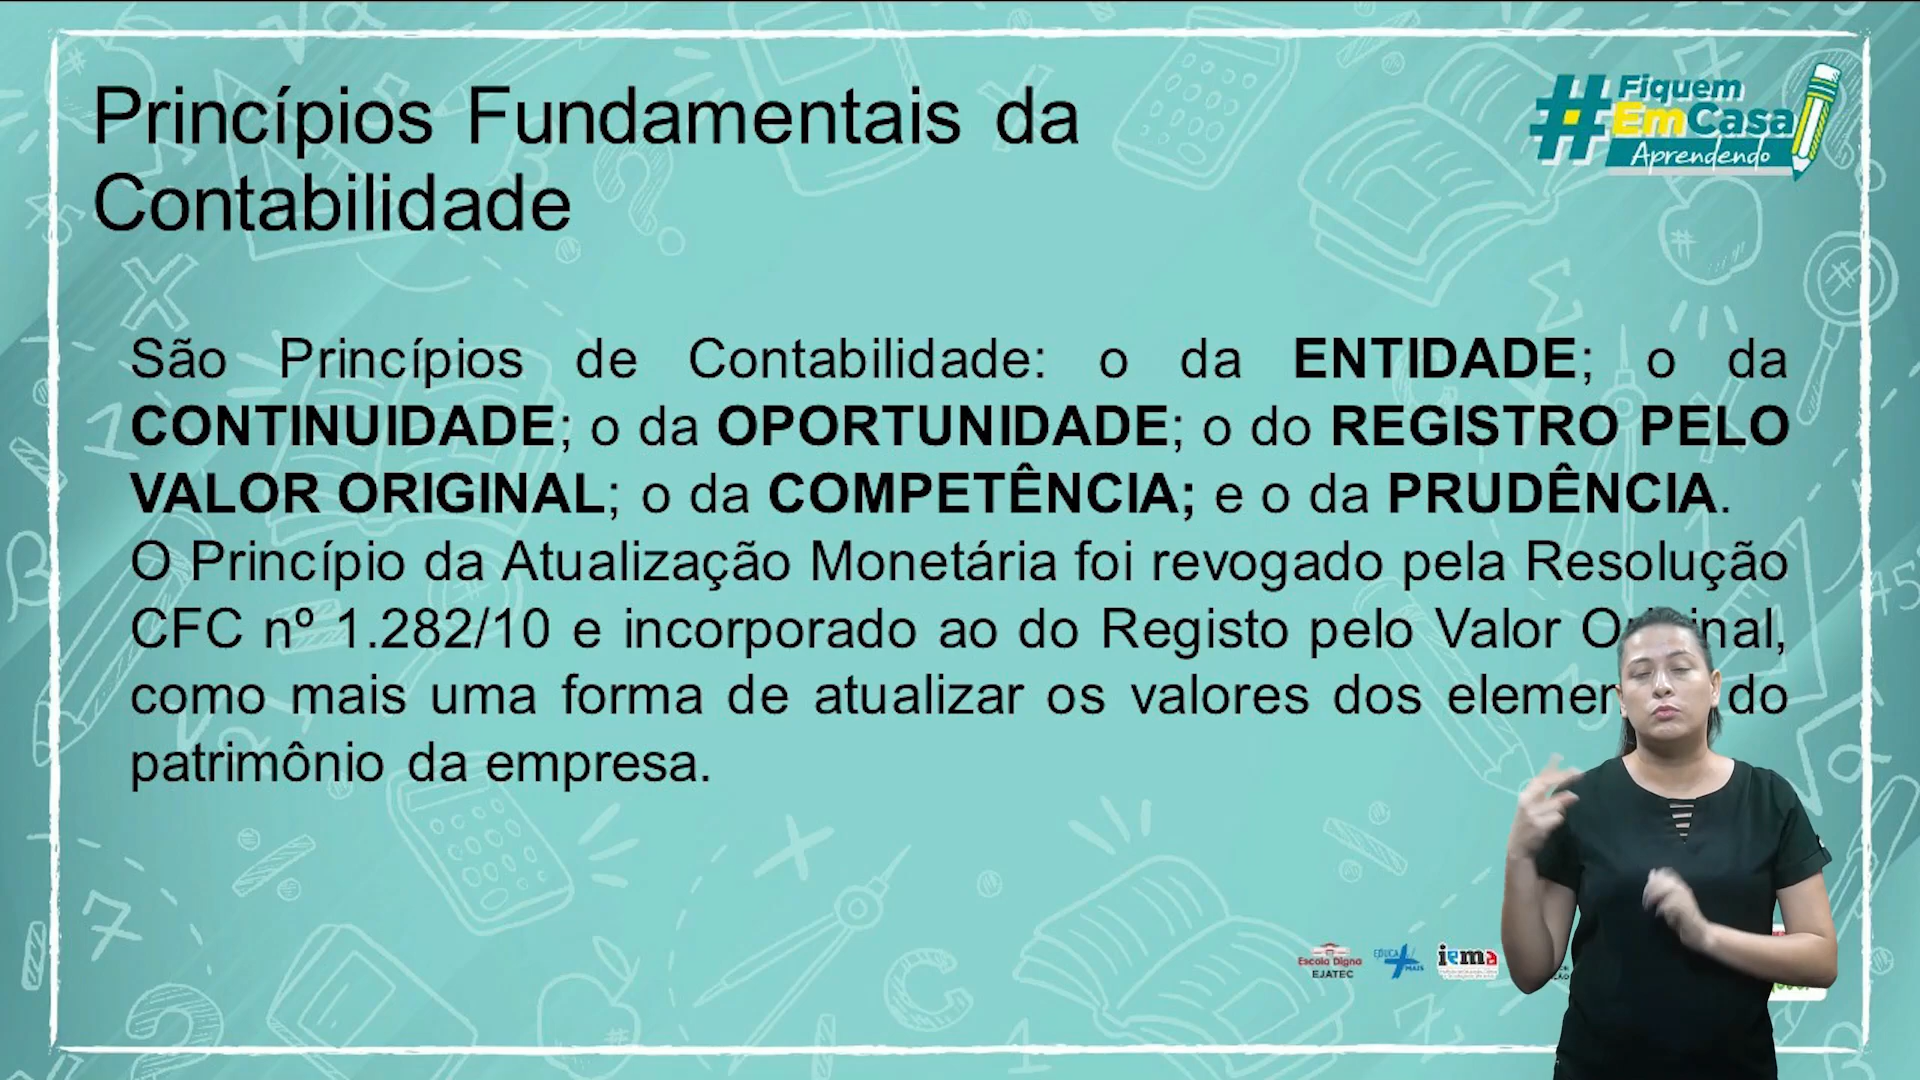 Princípios Fundamentais da
Contabilidade
#Fiquem
EmCasa
Aprendendo
São Princípios de Contabilidade: o da ENTIDADE; o da
CONTINUIDADE; o da OPORTUNIDADE; o do REGISTRO PELO
VALOR ORIGINAL; o da COMPETÊNCIA; e o da PRUDÊNCIA.
O Princípio da Atualização Monetária foi revogado pela Resolução
CFC nº 1.282/10 e incorporado ao do Registo pelo Valor
como mais uma forma de atualizar os valores dos do
patrimônio da empresa.
Escola Digna
EJATEC
EDUCA
MAIS
iema